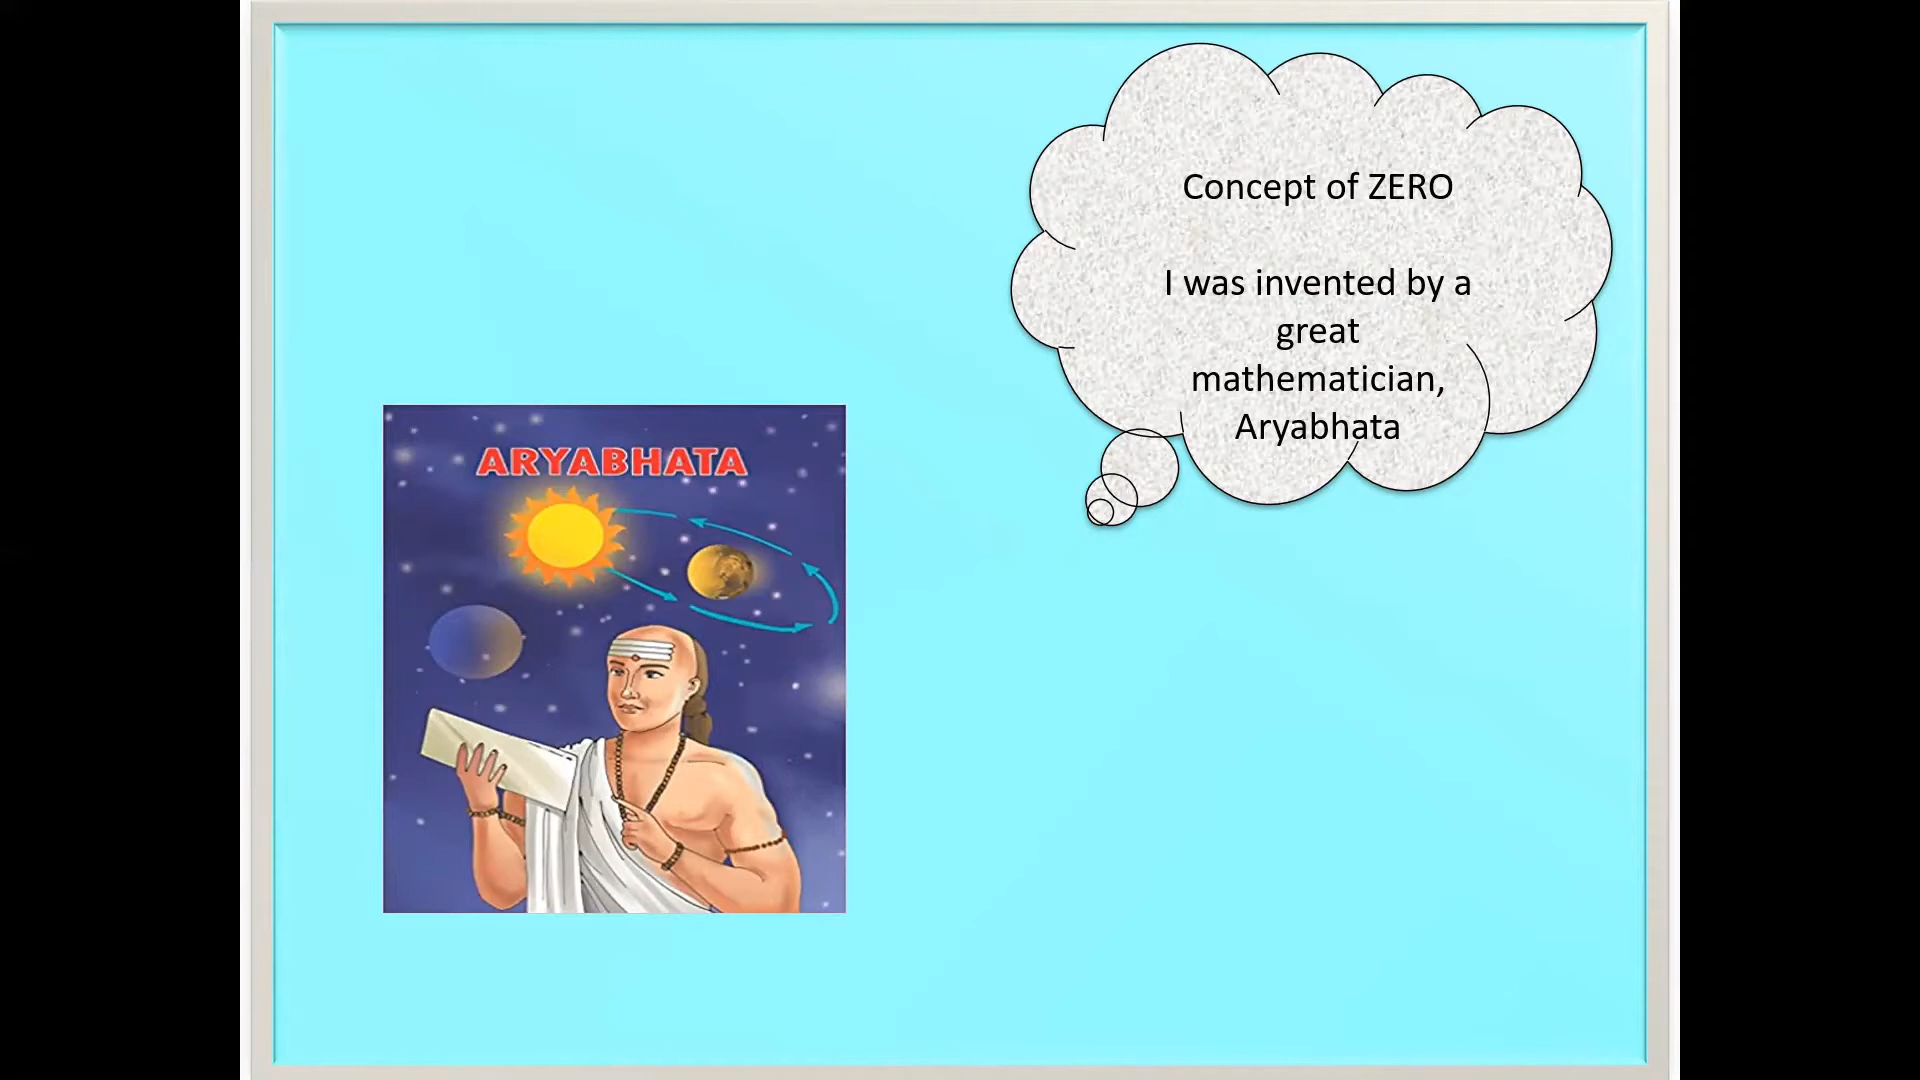 Concept of ZERO
I was invented by a
great
mathematician,
Aryabhata
ARYABHATA